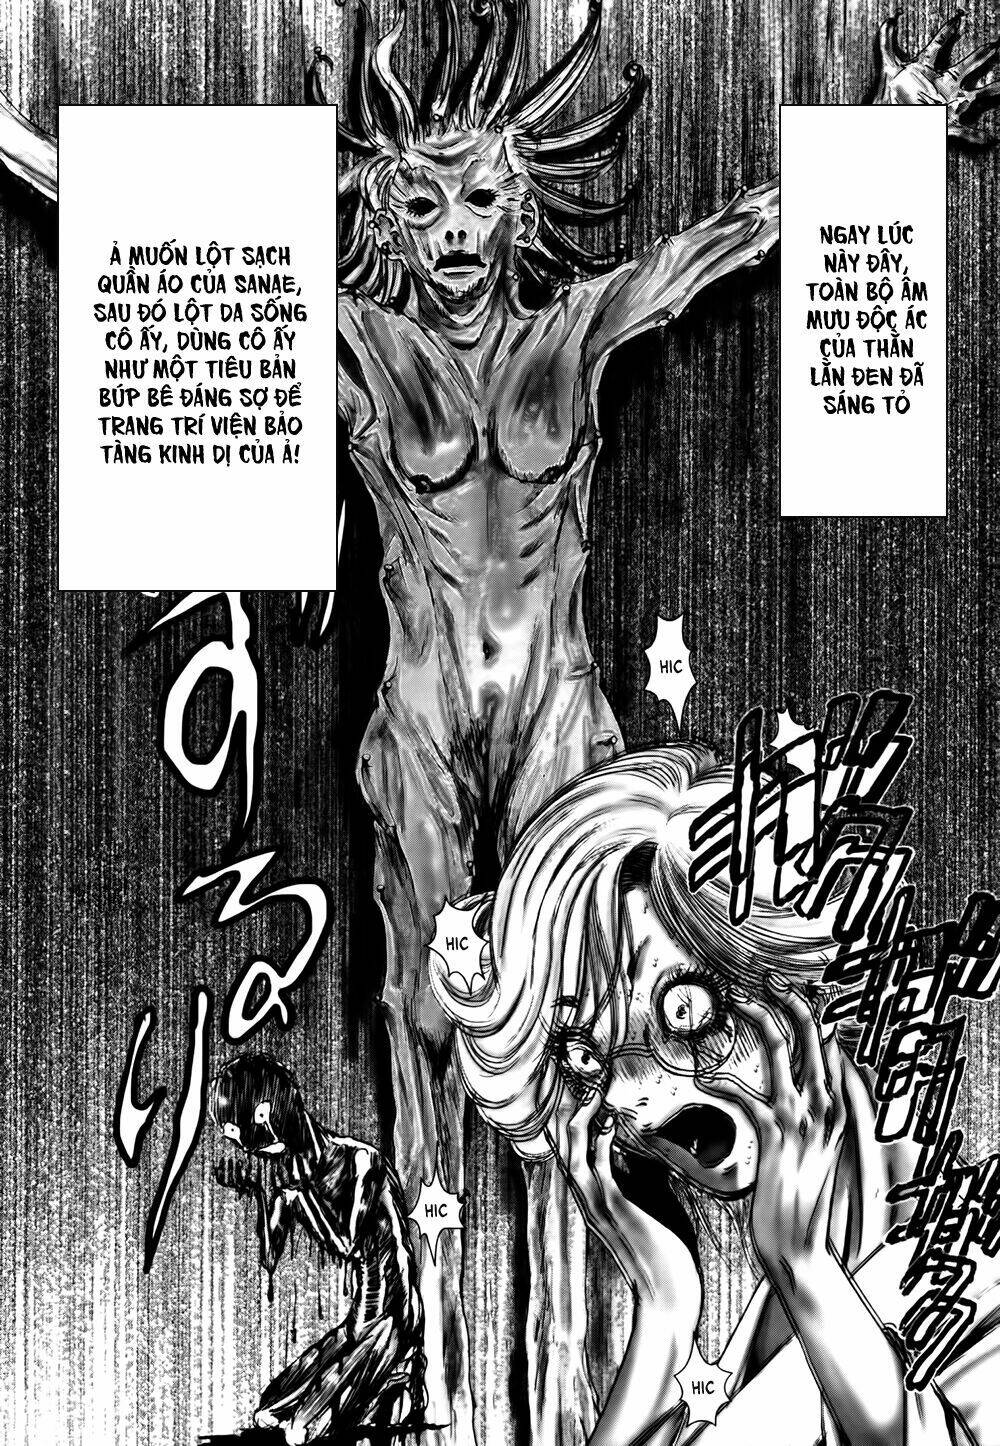 NGAY LÚC
NÀY ĐÂY,
TOÀN BỘ ÂM
MƯU ĐỘC ÁC
CỦA THẰN
LẰN ĐEN ĐÃ
SÁNG TỎ
Ả MUỐN LỘT SẠCH
QUẦN ÁO CỦA SANAE,
SAU ĐÓ LỘT DA SỐNG
CÔ ẤY, DÙNG CÔ ẤY
NHƯ MỘT TIÊU BẢN
BÚP BÊ ĐÁNG SỢ ĐỂ
TRANG TRÍ VIỆN BẢO
TÀNG KINH DỊ CỦA Ả!
HIC
HIC
HIC
HIC